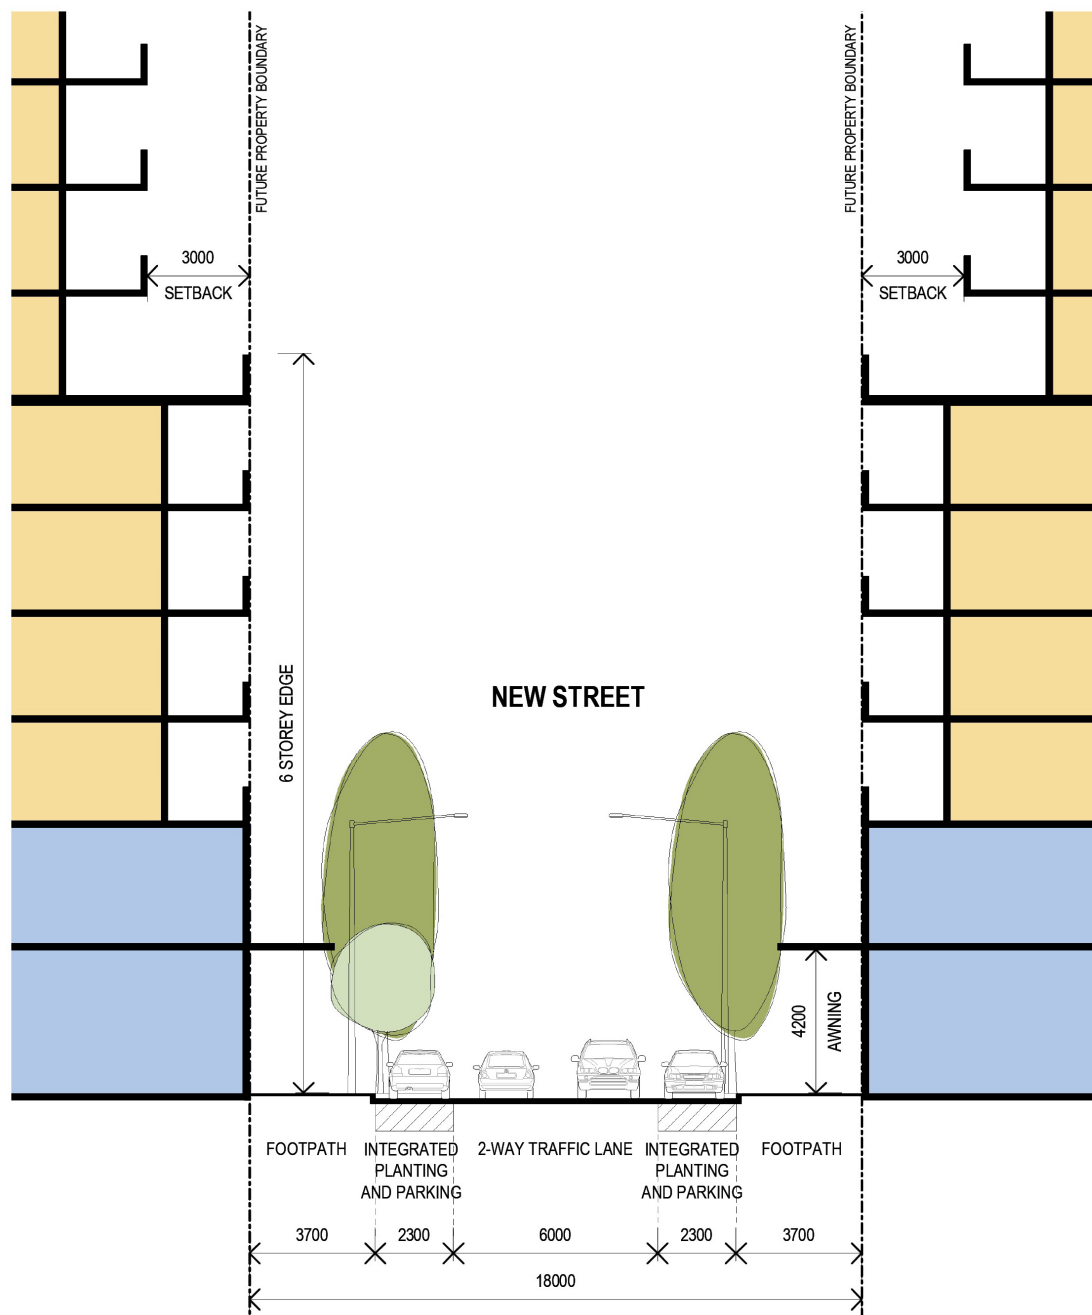 FUTURE PROPERTY BOUNDARY
FUTURE PROPERTY BOUNDARY
3000
SETBACK
3000
SETBACK
6 STOREY EDGE
NEW STREET
4200
AWNING
FOOTPATH
INTEGRATED
PLANTING
AND PARKING
2-WAY TRAFFIC LANE
INTEGRATED
PLANTING
AND PARKING
FOOTPATH
3700
2300
6000
2300
3700
18000